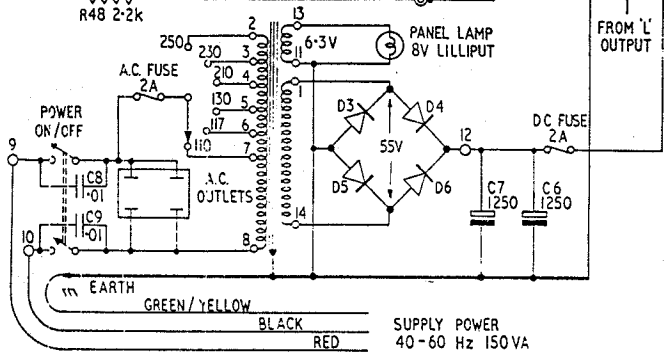 R48 2.2k
13
2
250
6.3V
PANEL LAMP
8V LILLIPUT
FROM 'L'
OUTPUT
230
3
11
A.C. FUSE
2A
210
4
1
130
5
D3
D4
DC FUSE
2A
POWER
ON/OFF
117
6
12
9
110
7
55V
C8
.01
A.C.
OUTLETS
D5
D6
C7
1250
C6
1250
C9
.01
10
14
8
EARTH
GREEN/YELLOW
BLACK
SUPPLY POWER
RED
40-60 Hz 150VA